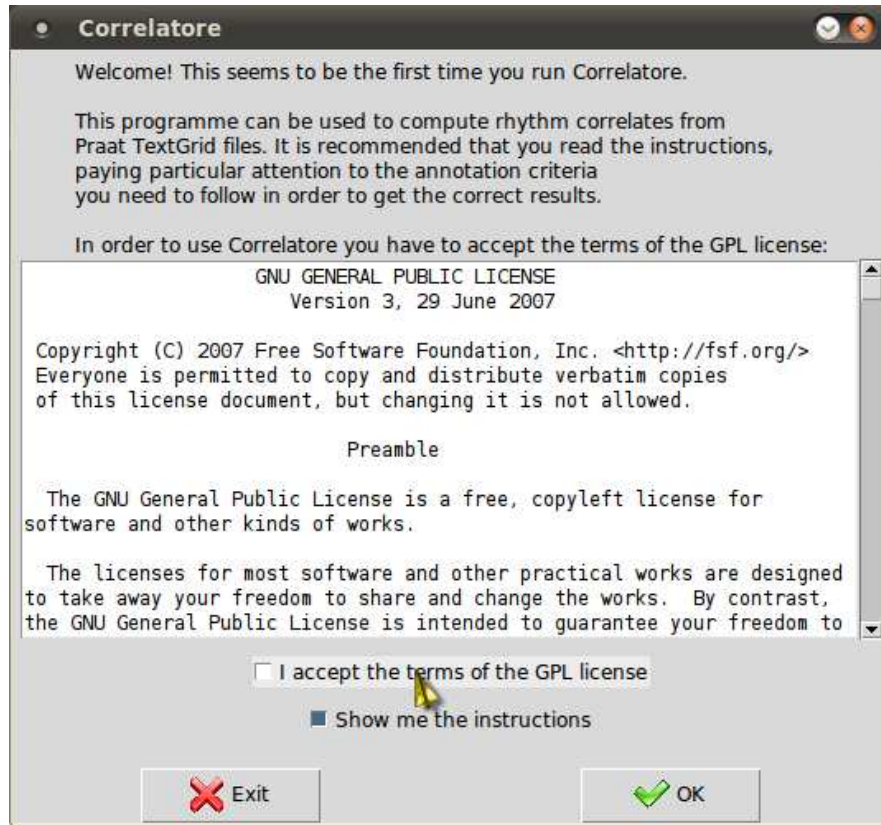 Correlatore
Welcome! This seems to be the first time you run Correlatore.
This programme can be used to compute rhythm correlates from
Praat TextGrid files. It is recommended that you read the instructions,
paying particular attention to the annotation criteria
you need to follow in order to get the correct results.
In order to use Correlatore you have to accept the terms of the GPL license:
GNU GENERAL PUBLIC LICENSE
Version 3, 29 June 2007
Copyright (C) 2007 Free Software Foundation, Inc. <http://fsf.org/>
Everyone is permitted to copy and distribute verbatim copies
of this license document, but changing it is not allowed.
Preamble
The GNU General Public License is a free, copyleft license for
software and other kinds of works.
The licenses for most software and other practical works are designed
to take away your freedom to share and change the works.  By contrast,
the GNU General Public License is intended to guarantee your freedom to
I accept the terms of the GPL license
Show me the instructions
Exit
OK